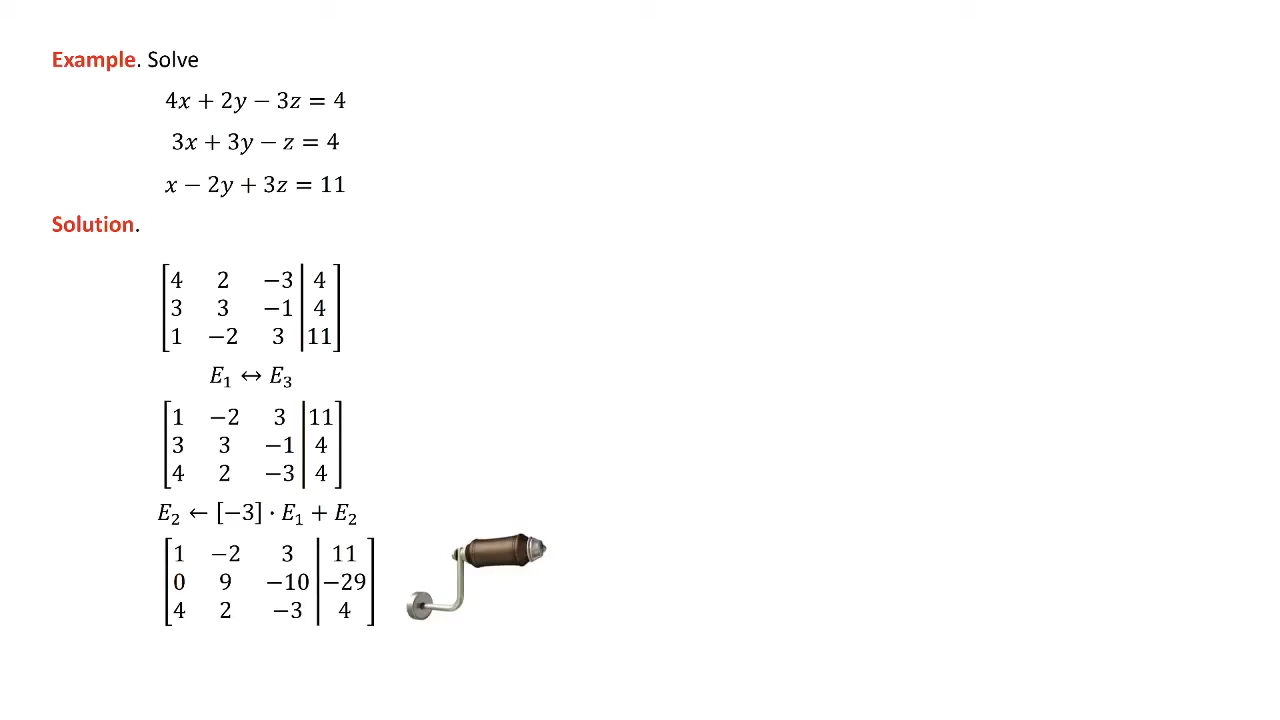 Example. Solve
4x + 2y − 3z = 4
3x + 3y − z = 4
x − 2y + 3z = 11
Solution.
4 2 −3 4
3 3 −1 4
1 −2 3 11
E₁ ↔ E₃
1 −2 3 11
3 3 −1 4
4 2 −3 4
E₂ ← [−3] · E₁ + E₂
1 −2 3 11
0 9 −10 −29
4 2 −3 4